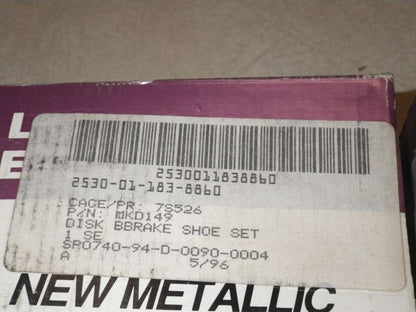 L
E
2530011838860
2530-01-183-8860
CAGE/PR: 7S526
P/N: MKD149
DISK BBRAKE SHOE SET
1 SE
SP0740-94-D-0090-0004
A 5/96
NEW METALLIC